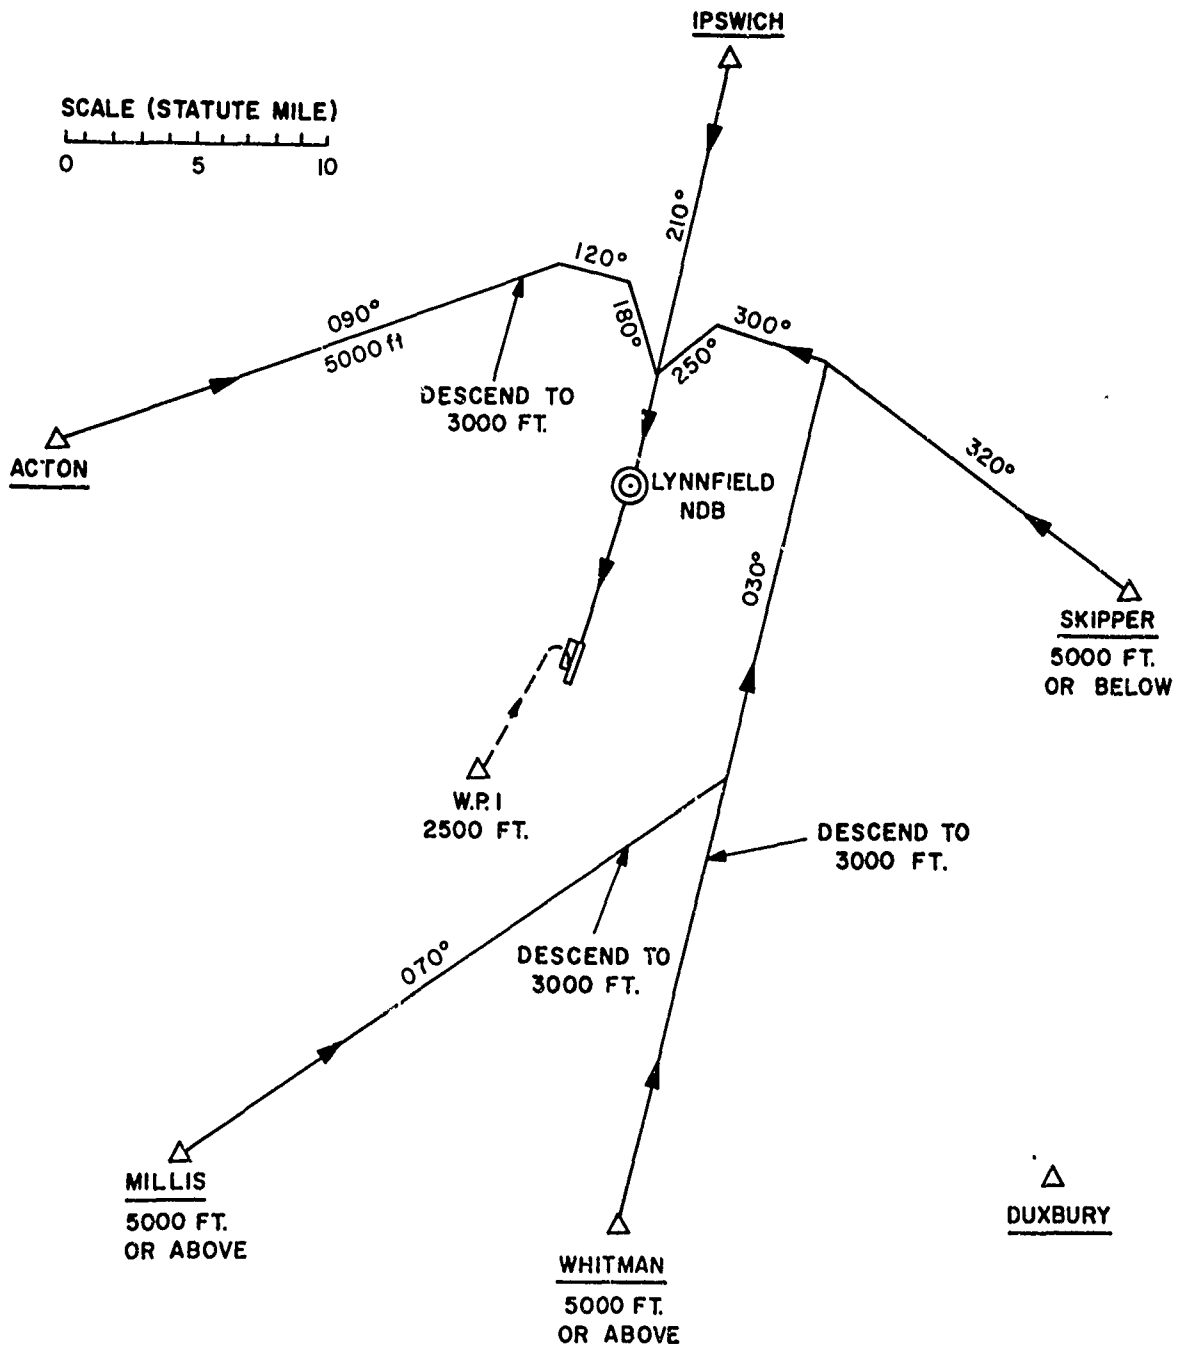 IPSWICH
SCALE (STATUTE MILE)
0 5 10
210°
120°
090°
5000 ft
180°
300°
250°
DESCEND TO
3000 FT.
ACTON
320°
LYNNFIELD
NDB
030°
SKIPPER
5000 FT.
OR BELOW
W.P.1
2500 FT.
DESCEND TO
3000 FT.
070°
DESCEND TO
3000 FT.
MILLIS
5000 FT.
OR ABOVE
DUXBURY
WHITMAN
5000 FT.
OR ABOVE